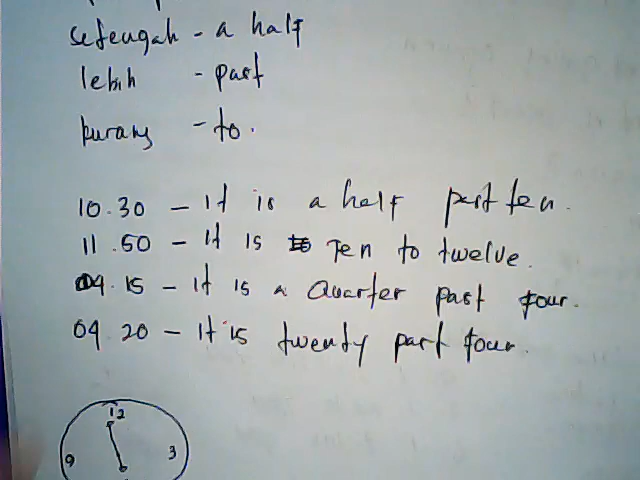 setengah - a half
lebih - past
kurang - to.
10.30 - it is a half past ten.
11.50 - it is Ten to twelve.
04.15 - it is a Quarter past four.
04.20 - it is twenty past four.
12
9 3